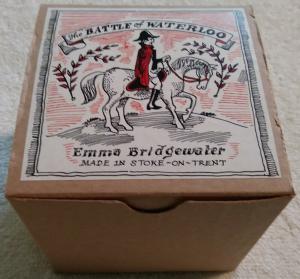 The BATTLE of WATERLOO
Emma Bridgewater
MADE IN STOKE-ON-TRENT